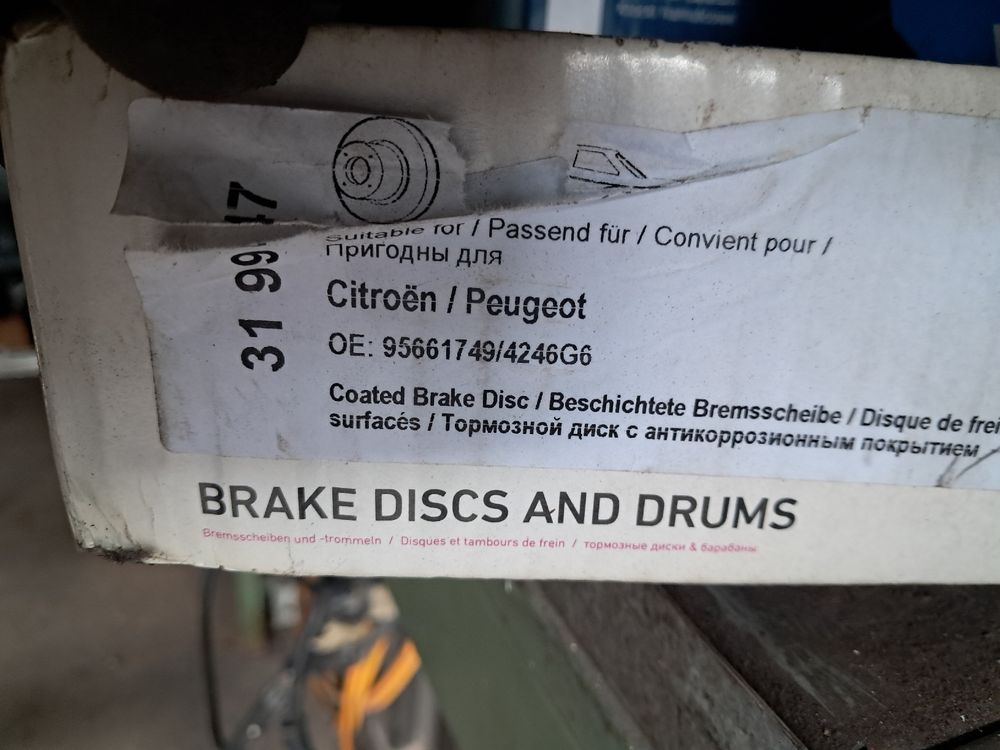 Suitable for / Passend für / Convient pour /
Пригодны для
Citroën / Peugeot
OE: 95661749/4246G6
Coated Brake Disc / Beschichtete Bremsscheibe / Disque de frei
surfacés / Тормозной диск с антикоррозионным покрытием
31 99 47
BRAKE DISCS AND DRUMS
Bremsscheiben und -trommeln / Disques et tambours de frein / тормозные диски & барабаны